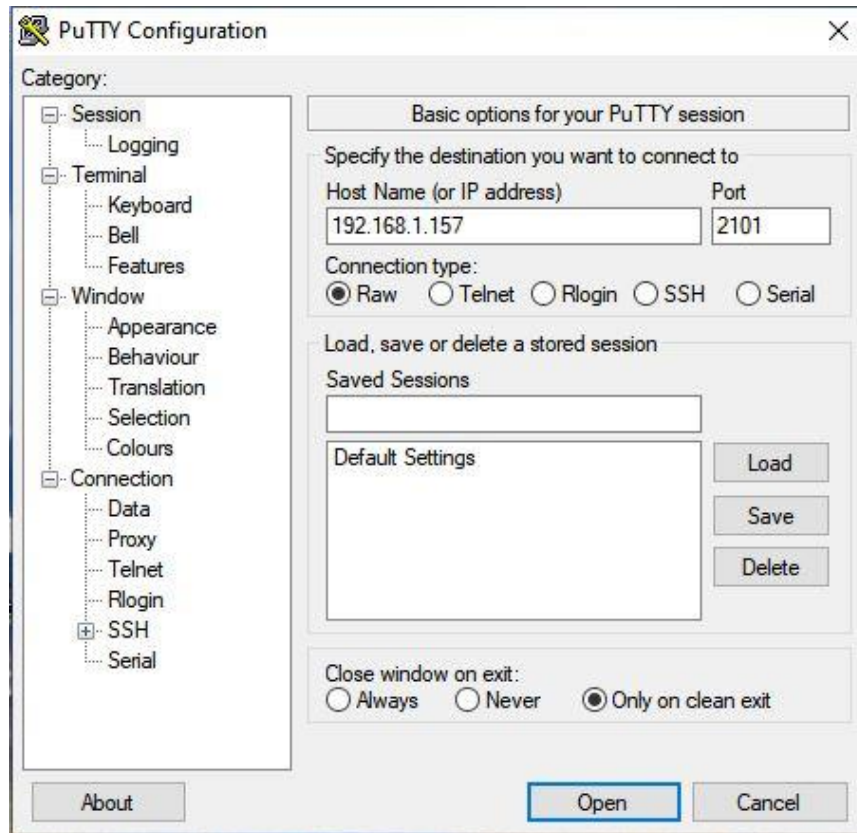 PuTTY Configuration
Category:
Session
Logging
Terminal
Keyboard
Bell
Features
Window
Appearance
Behaviour
Translation
Selection
Colours
Connection
Data
Proxy
Telnet
Rlogin
SSH
Serial
Basic options for your PuTTY session
Specify the destination you want to connect to
Host Name (or IP address) Port
192.168.1.157 2101
Connection type:
Raw Telnet Rlogin SSH Serial
Load, save or delete a stored session
Saved Sessions
Default Settings
Load
Save
Delete
Close window on exit:
Always Never Only on clean exit
About Open Cancel